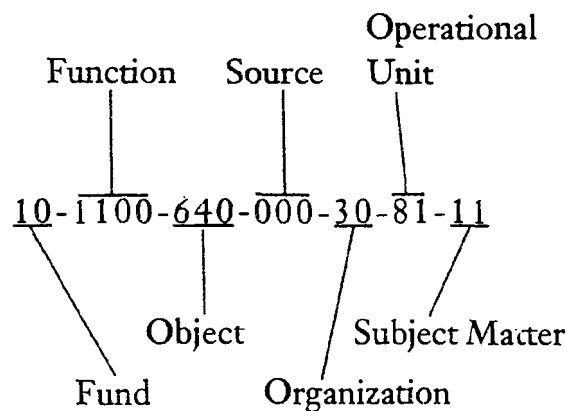 Operational
Function Source Unit
10-1100-640-000-30-81-11
Object Subject Matter
Fund Organization